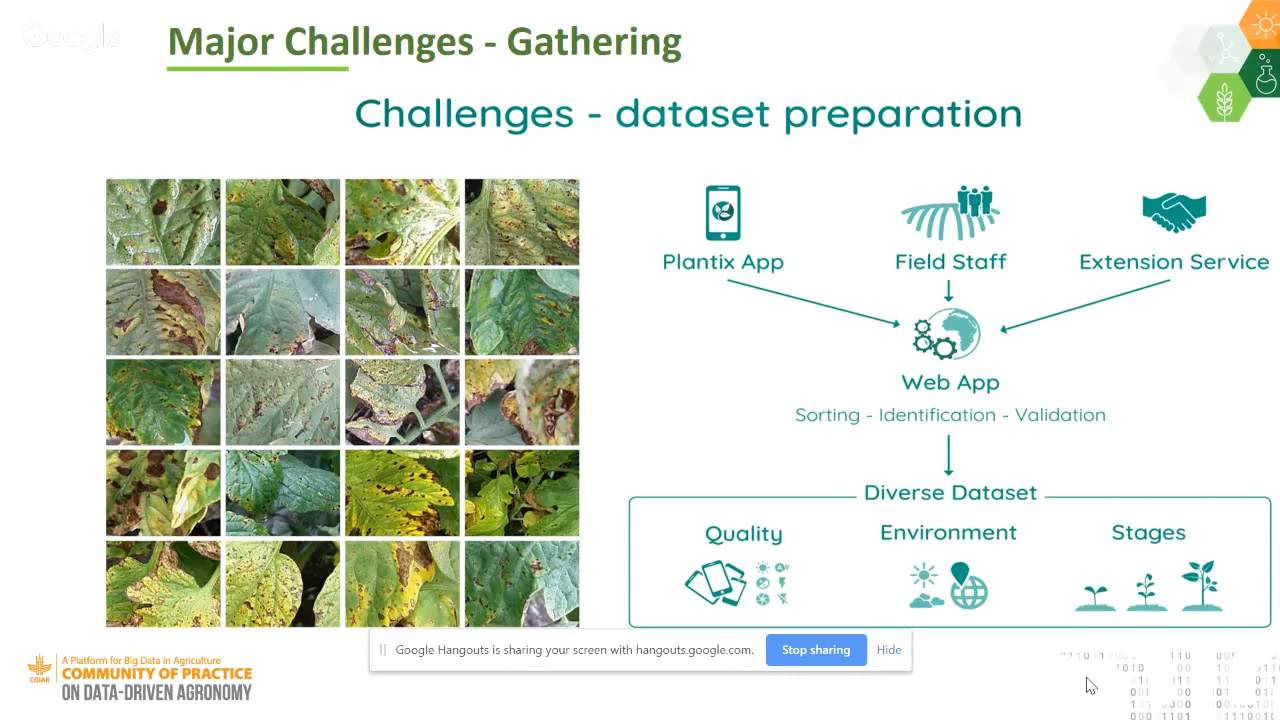 Google
Major Challenges - Gathering
Challenges - dataset preparation
Plantix App
Field Staff
Extension Service
Web App
Sorting - Identification - Validation
Diverse Dataset
Quality
Environment
Stages
Google Hangouts is sharing your screen with hangouts.google.com.
Stop sharing
Hide
CGIAR
A Platform for Big Data in Agriculture
COMMUNITY OF PRACTICE
ON DATA-DRIVEN AGRONOMY